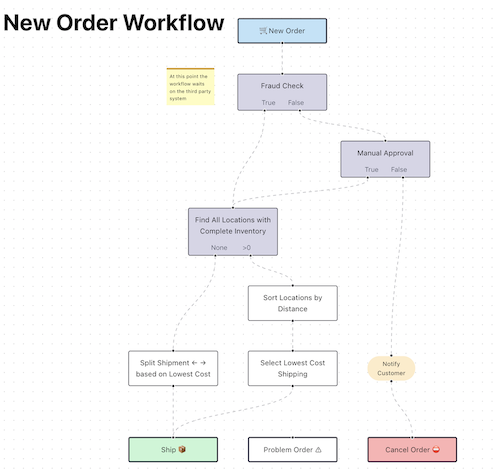 New Order Workflow
🛒 New Order
At this point the
workflow waits
on the third party
system
Fraud Check
True False
Manual Approval
True False
Find All Locations with
Complete Inventory
None >0
Sort Locations by
Distance
Split Shipment ← →
based on Lowest Cost
Select Lowest Cost
Shipping
Notify
Customer
Ship 📦
Problem Order ⚠
Cancel Order ⛔